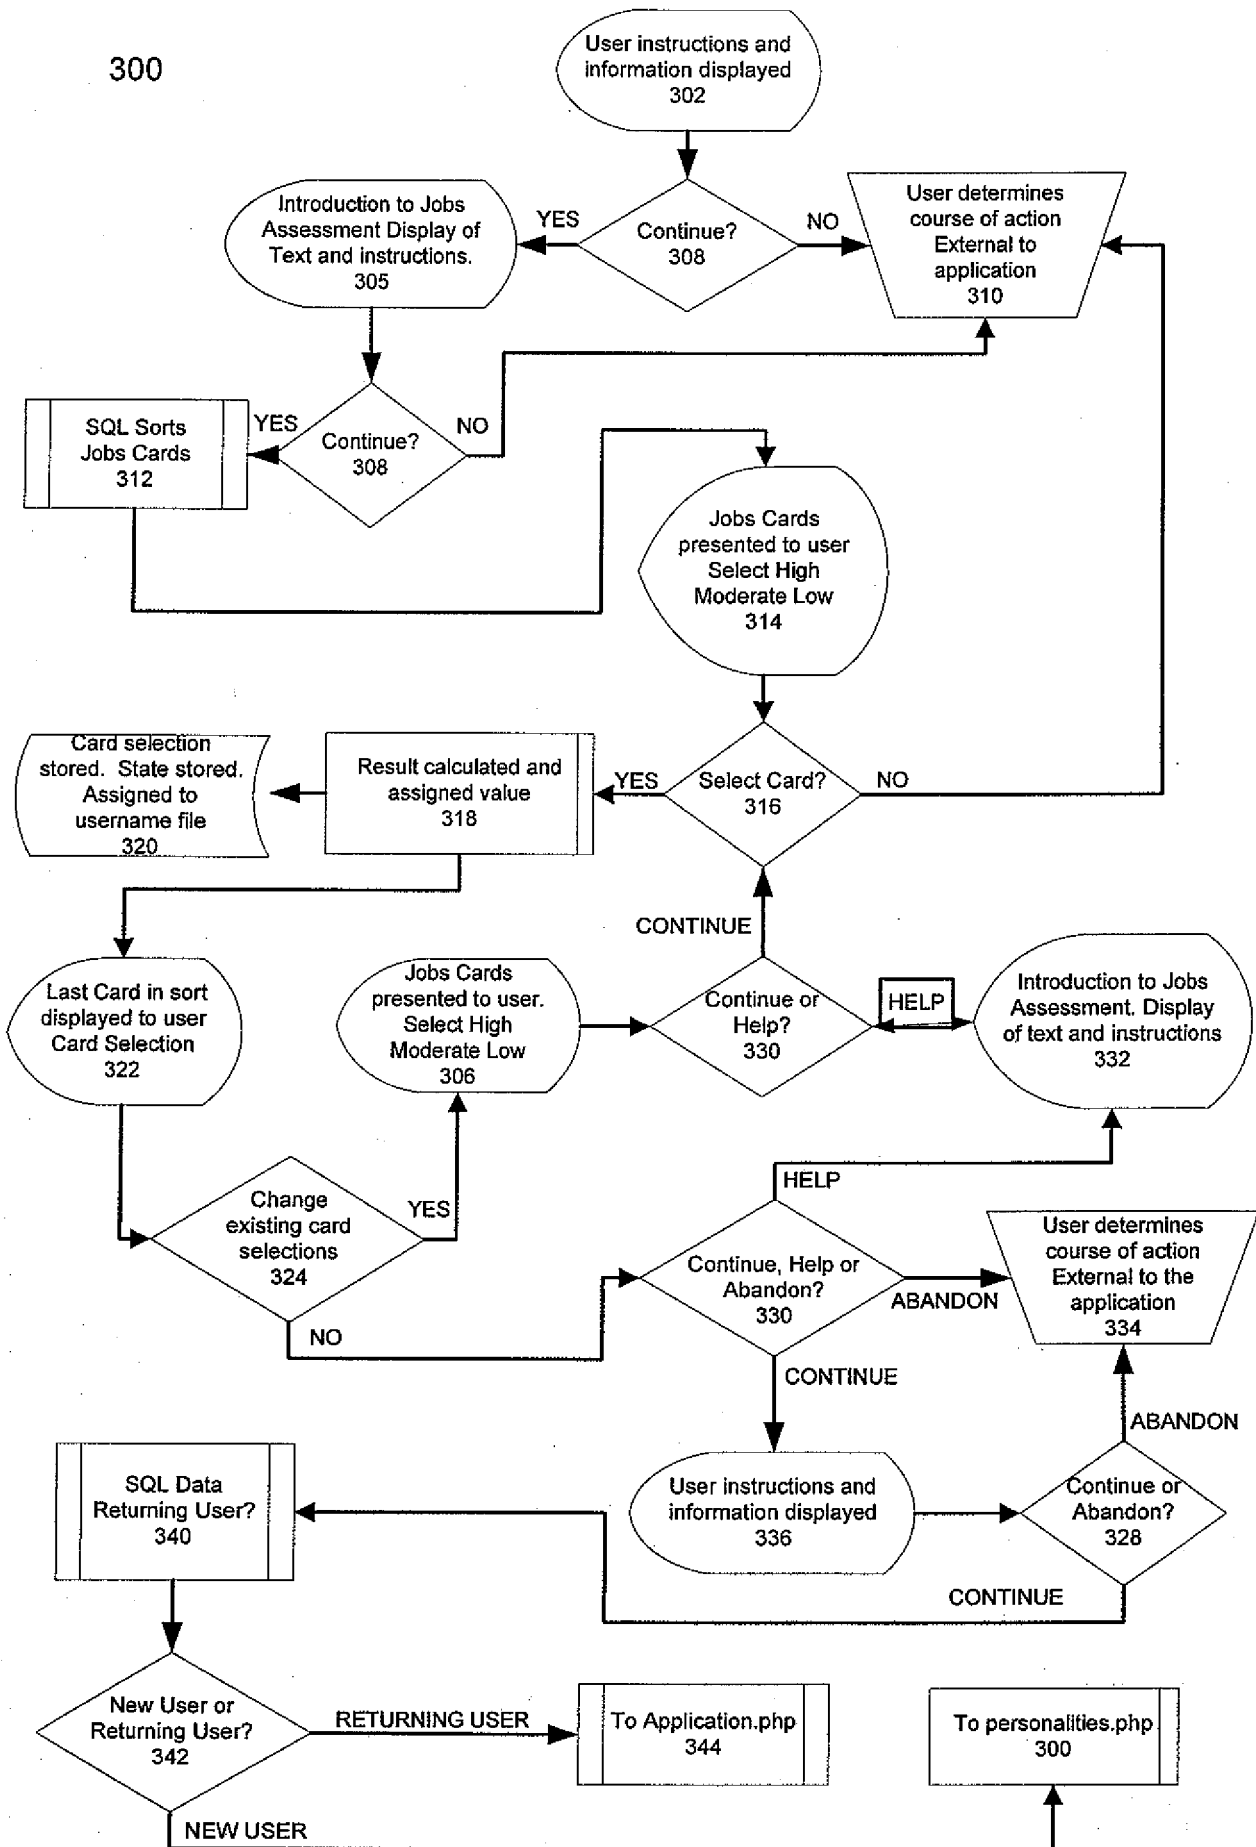 300
User instructions and
information displayed
302
Introduction to Jobs
Assessment Display of
Text and instructions.
305
YES
Continue?
308
NO
User determines
course of action
External to
application
310
SQL Sorts
Jobs Cards
312
YES
Continue?
308
NO
Jobs Cards
presented to user
Select High
Moderate Low
314
Card selection
stored. State stored.
Assigned to
username file
320
Result calculated and
assigned value
318
YES
Select Card?
316
NO
CONTINUE
Last Card in sort
displayed to user
Card Selection
322
Jobs Cards
presented to user.
Select High
Moderate Low
306
Continue or
Help?
330
HELP
Introduction to Jobs
Assessment. Display
of text and instructions
332
Change
existing card
selections
324
YES
NO
HELP
Continue, Help or
Abandon?
330
ABANDON
User determines
course of action
External to the
application
334
CONTINUE
ABANDON
SQL Data
Returning User?
340
User instructions and
information displayed
336
Continue or
Abandon?
328
CONTINUE
New User or
Returning User?
342
RETURNING USER
To Application.php
344
To personalities.php
300
NEW USER